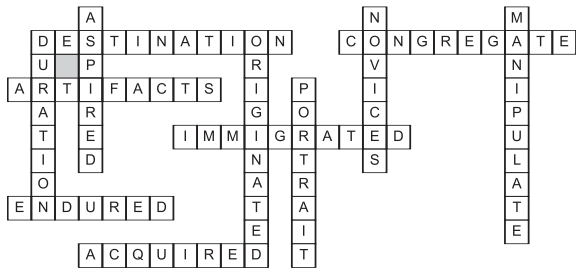 ASPIRED
NOVICES
MANIPULATE
DESTINATION
CONGREGATE
DURATION
ORIGINATED
ARTIFACTS
PORTRAIT
IMMIGRATED
ENDURED
ACQUIRED